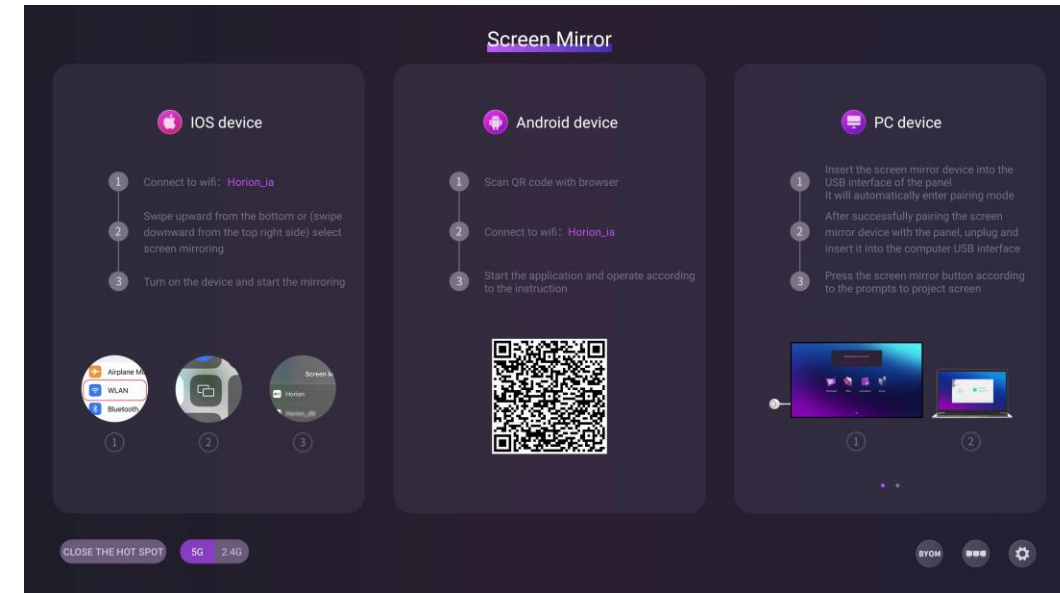 Screen Mirror
IOS device
1
Connect to wifi: Horion_ia
2
Swipe upward from the bottom or (swipe
downward from the top right side) select
screen mirroring
3
Turn on the device and start the mirroring
Airplane M
WLAN
Bluetooth
1
2
Screen M
Horion
3
Android device
1
Scan QR code with browser
2
Connect to wifi: Horion_ia
3
Start the application and operate according
to the instruction
PC device
1
Insert the screen mirror device into the
USB interface of the panel
It will automatically enter pairing mode
2
After successfully pairing the screen
mirror device with the panel, unplug and
insert it into the computer USB interface
3
Press the screen mirror button according
to the prompts to project screen
1
2
CLOSE THE HOT SPOT
5G 2.4G
BYOM